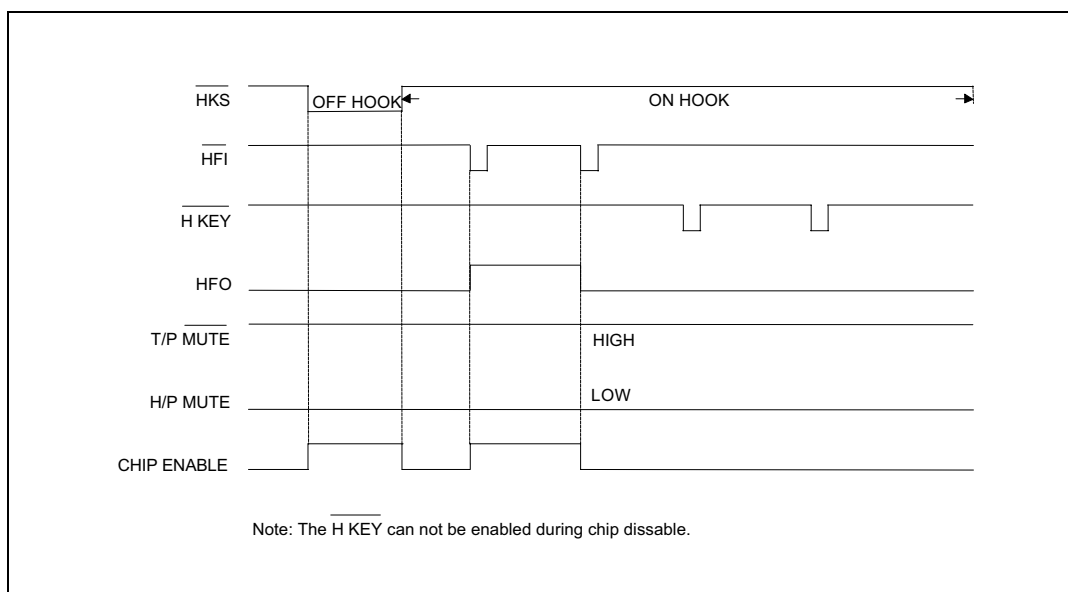 HKS
OFF HOOK
ON HOOK
HFI
H KEY
HFO
T/P MUTE
HIGH
H/P MUTE
LOW
CHIP ENABLE
Note: The H KEY can not be enabled during chip dissable.